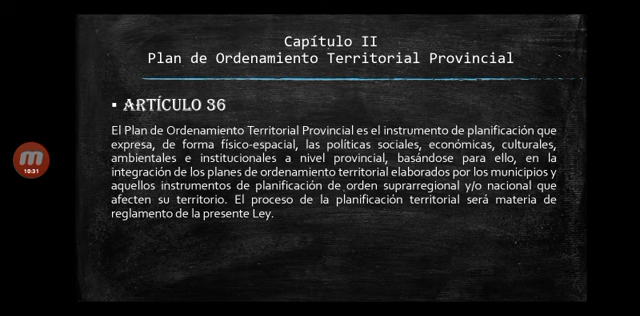 Capítulo II
Plan de Ordenamiento Territorial Provincial
▪ ARTÍCULO 36
El Plan de Ordenamiento Territorial Provincial es el instrumento de planificación que
expresa, de forma físico-espacial, las políticas sociales, económicas, culturales,
ambientales e institucionales a nivel provincial, basándose para ello, en la
integración de los planes de ordenamiento territorial elaborados por los municipios y
aquellos instrumentos de planificación de orden suprarregional y/o nacional que
afecten su territorio. El proceso de la planificación territorial será materia de
reglamento de la presente Ley.
10:31